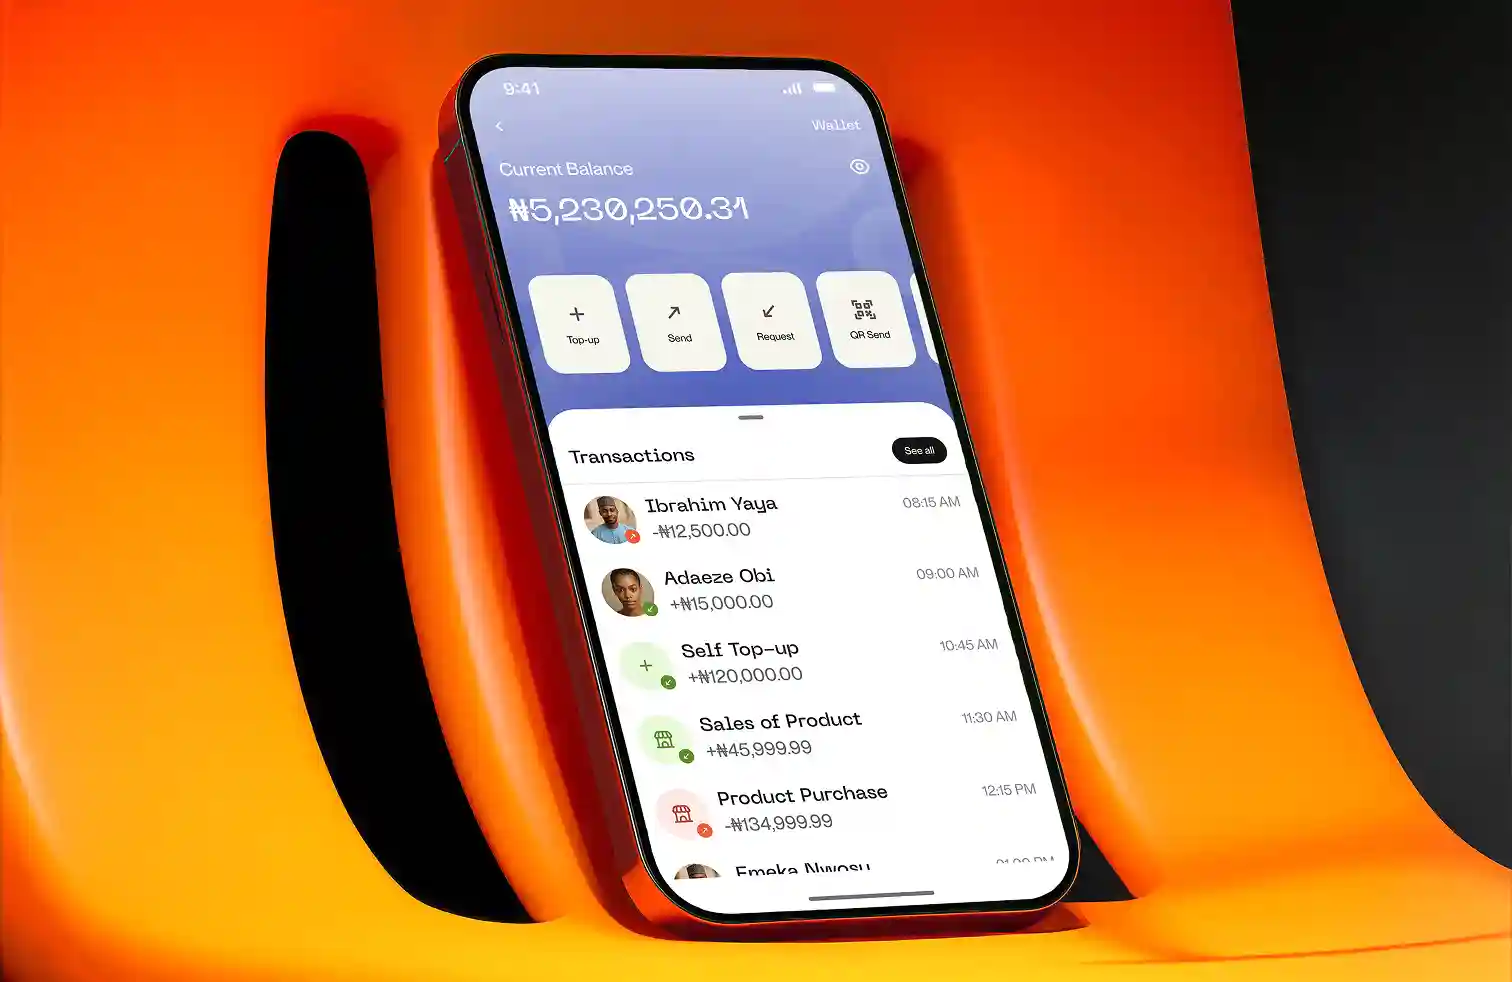 9:41
Wallet
Current Balance
₦5,230,250.31
Top-up
Send
Request
QR Send
Transactions
See all
Ibrahim Yaya
08:15 AM
-₦12,500.00
Adaeze Obi
09:00 AM
+₦15,000.00
Self Top-up
10:45 AM
+₦120,000.00
Sales of Product
11:30 AM
+₦45,999.99
Product Purchase
12:15 PM
-₦134,999.99
Emeka Nwosu
01:00 PM